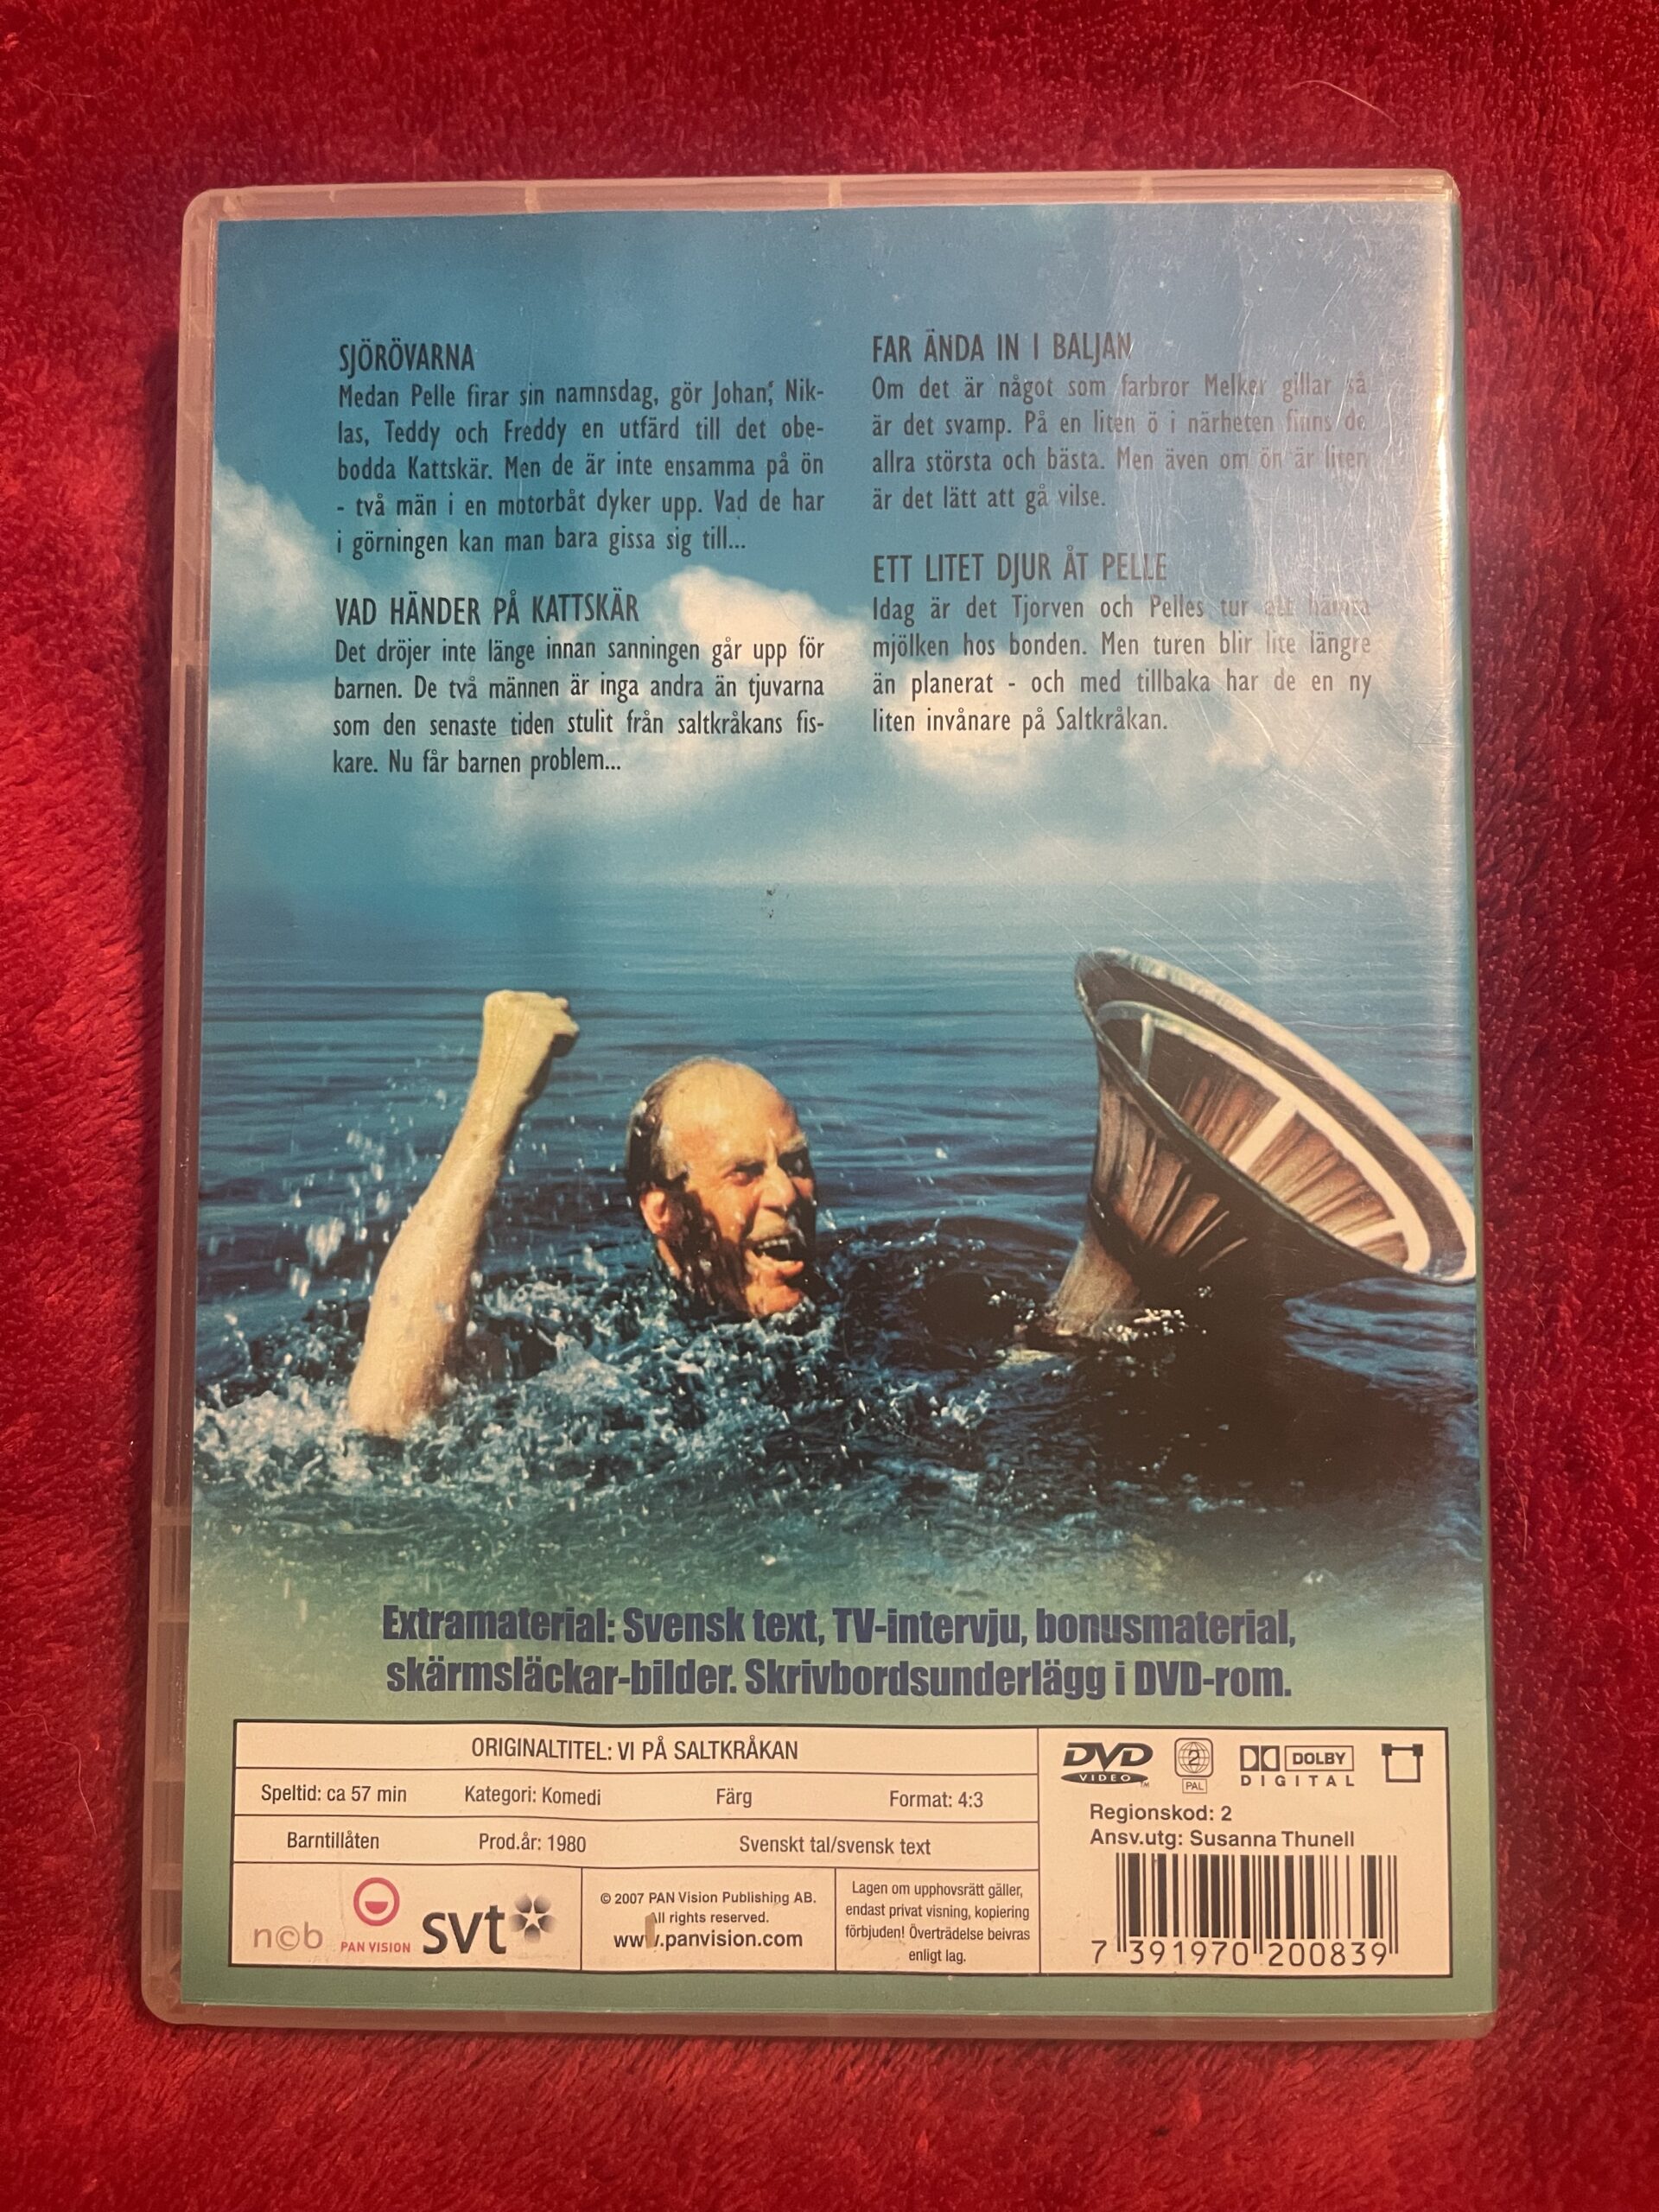 SJÖRÖVARNA
Medan Pelle firar sin namnsdag, gör Johan, Nik-
las, Teddy och Freddy en utfärd till det obe-
bodda Kattskär. Men de är inte ensamma på ön
- två män i en motorbåt dyker upp. Vad de har
i görningen kan man bara gissa sig till...
VAD HÄNDER PÅ KATTSKÄR
Det dröjer inte länge innan sanningen går upp för
barnen. De två männen är inga andra än tjuvarna
som den senaste tiden stulit från saltkråkans fis-
kare. Nu får barnen problem...
FAR ÄNDA IN I BALJAN
Om det är något som farbror Melker gillar så
är det svamp. På en liten ö i närheten finns de
allra största och bästa. Men även om ön är liten
är det lätt att gå vilse.
ETT LITET DJUR ÅT PELLE
Idag är det Tjorven och Pelles tur att hämta
mjölken hos bonden. Men turen blir lite längre
än planerat - och med tillbaka har de en ny
liten invånare på Saltkråkan.
Extramaterial: Svensk text, TV-intervju, bonusmaterial,
skärmsläckar-bilder. Skrivbordsunderlägg i DVD-rom.
ORIGINALTITEL: VI PÅ SALTKRÅKAN
Speltid: ca 57 min Kategori: Komedi Färg Format: 4:3
Barntillåten Prod.år: 1980 Svenskt tal/svensk text
ncb PAN VISION svt
© 2007 PAN Vision Publishing AB.
All rights reserved.
www.panvision.com
Lagen om upphovsrätt gäller,
endast privat visning, kopiering
förbjuden! Överträdelse beivras
enligt lag.
DVD VIDEO TM 2 PAL DOLBY DIGITAL
Regionskod: 2
Ansv.utg: Susanna Thunell
7 391970 200839